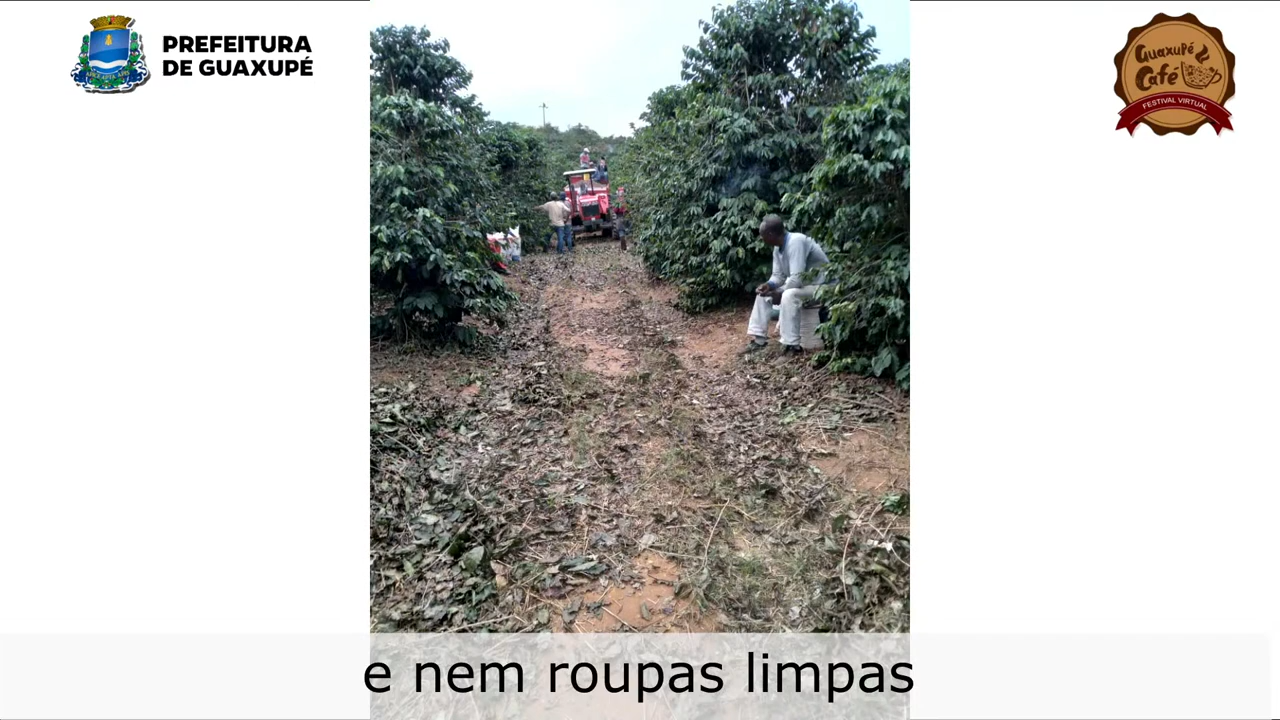 PREFEITURA
DE GUAXUPÉ
Guaxupé
Café
FESTIVAL VIRTUAL
e nem roupas limpas